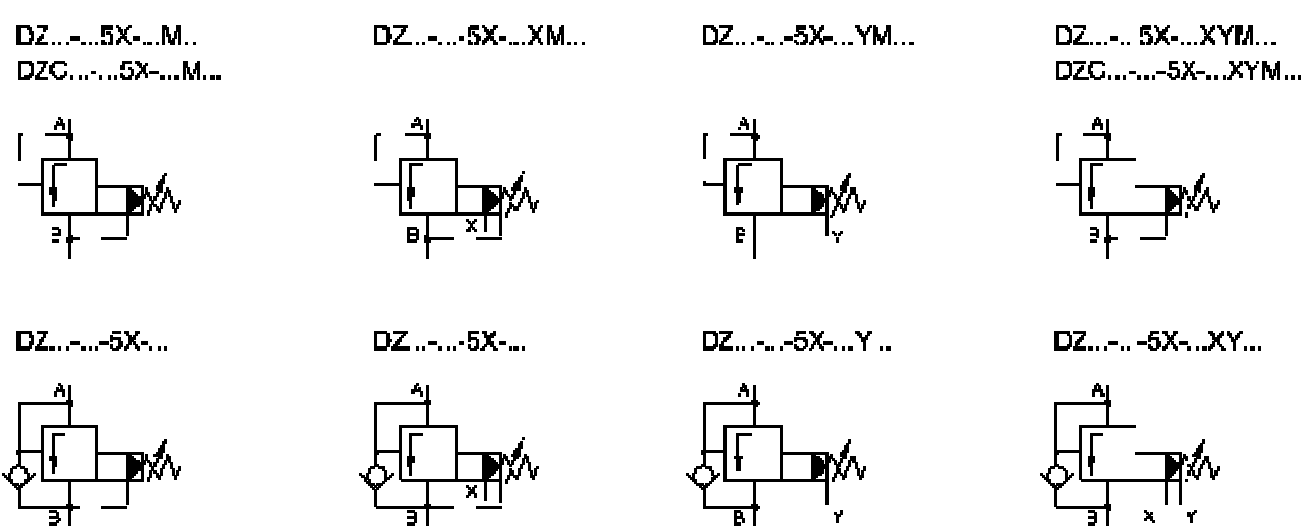 DZ...-...5X-...M..
DZ...-...-5X-...XM...
DZ...-...-5X-...YM...
DZ...-.. 5X-...XYM...
DZC...-...5X-...M...
DZC...-...-5X-...XYM...
A
A
A
A
B
X
B
B
Y
B
DZ...-...-5X-...
DZ...-...-5X-...
DZ...-...-5X-...Y ..
DZ...-.. -5X-...XY...
A
A
A
A
X
B
B
B
Y
B
X
Y